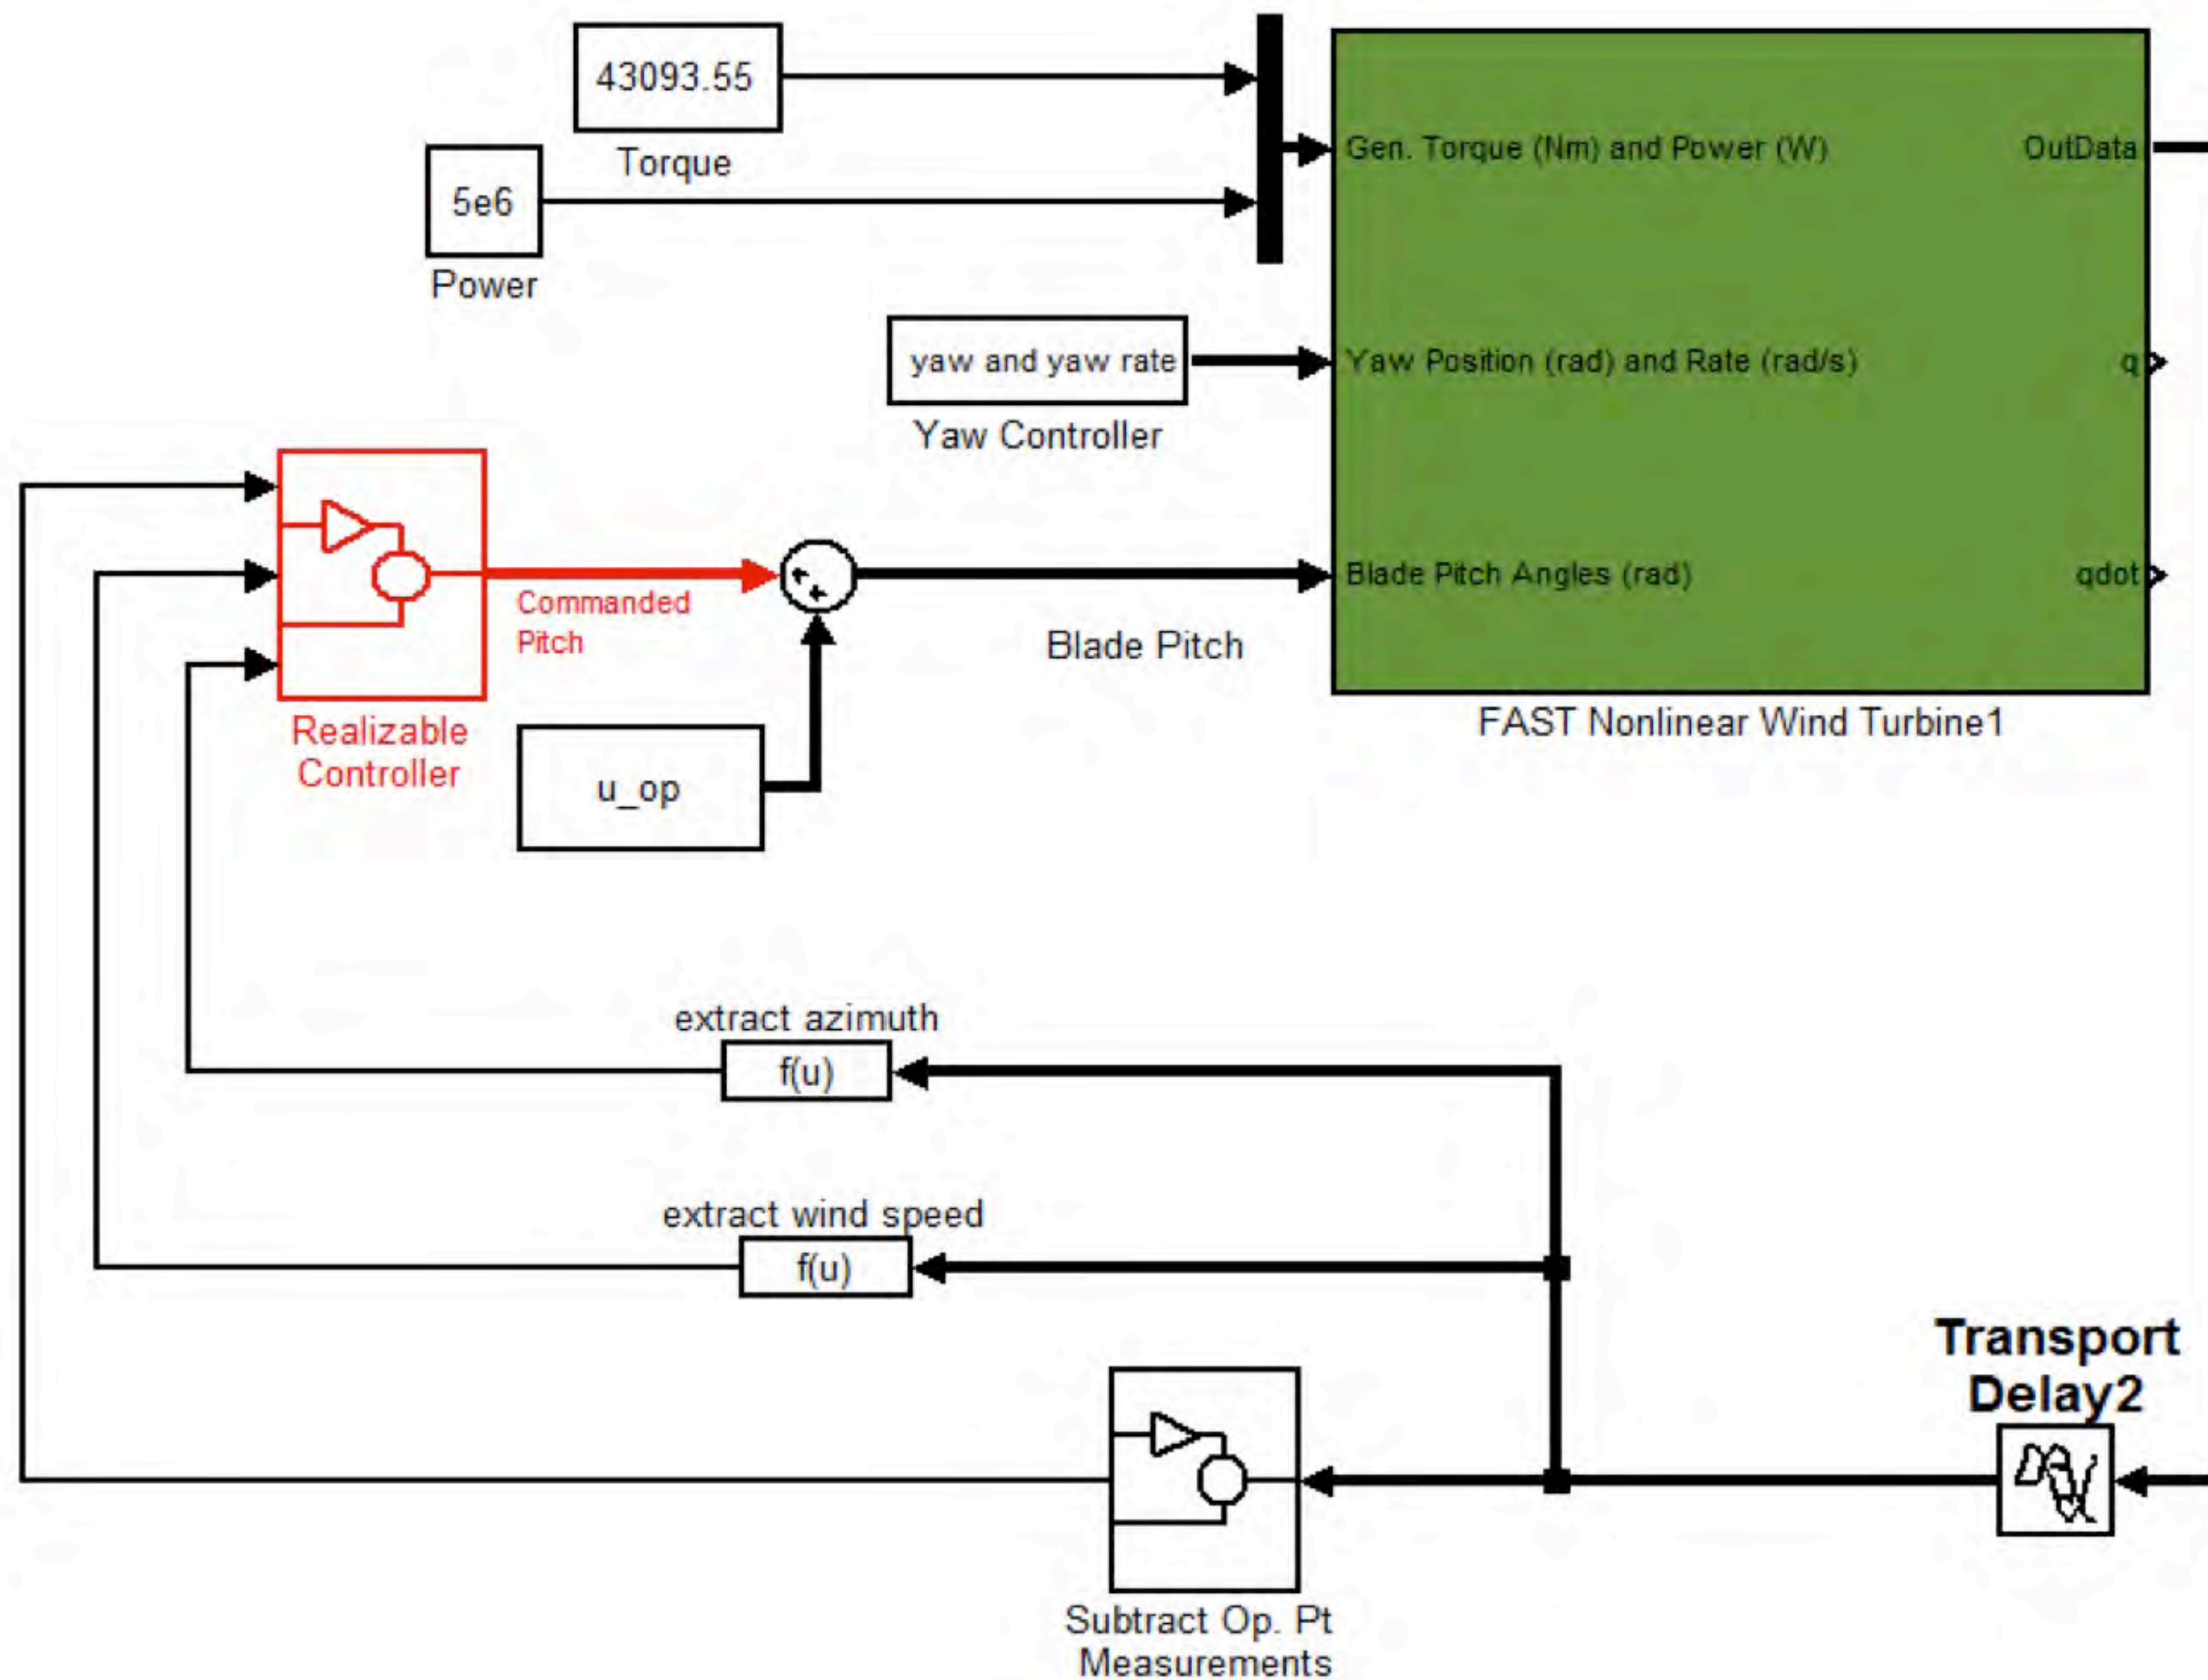 43093.55
Torque
5e6
Power
Gen. Torque (Nm) and Power (W)
OutData
yaw and yaw rate
Yaw Controller
Yaw Position (rad) and Rate (rad/s)
q
Commanded
Pitch
Realizable
Controller
u_op
Blade Pitch
Blade Pitch Angles (rad)
qdot
FAST Nonlinear Wind Turbine1
extract azimuth
f(u)
extract wind speed
f(u)
Transport
Delay2
Subtract Op. Pt
Measurements